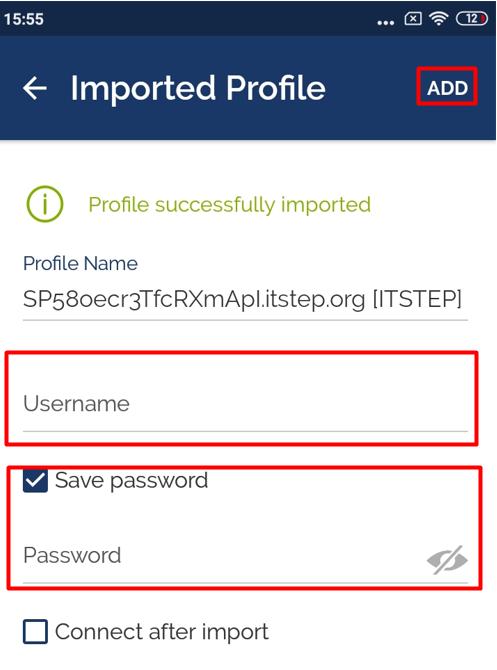 15:55
12
Imported Profile
ADD
Profile successfully imported
Profile Name
SP58oecr3TfcRXmApI.itstep.org [ITSTEP]
Username
Save password
Password
Connect after import